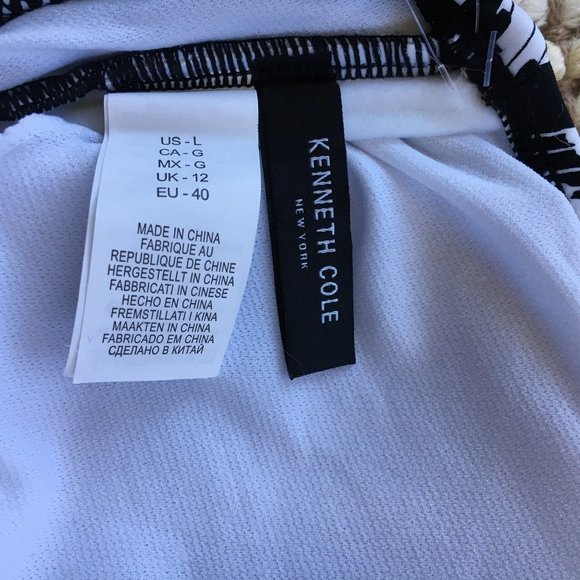 US - L
CA - G
MX - G
UK - 12
EU - 40
MADE IN CHINA
FABRIQUE AU
REPUBLIQUE DE CHINE
HERGESTELLT IN CHINA
FABBRICATI IN CINESE
HECHO EN CHINA
FREMSTILLATI I KINA
MAAKTEN IN CHINA
FABRICADO EM CHINA
СДЕЛАНО В КИТАЙ
KENNETH COLE
NEW YORK